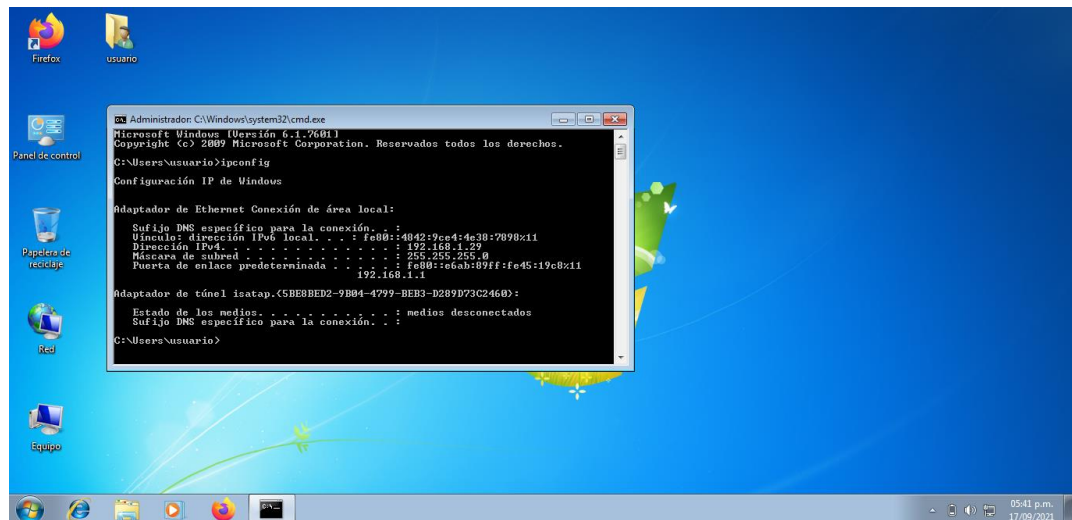 Firefox
usuario
Panel de control
Papelera de
reciclaje
Red
Equipo
Administrador: C:\Windows\system32\cmd.exe
Microsoft Windows [Versión 6.1.7601]
Copyright (c) 2009 Microsoft Corporation. Reservados todos los derechos.
C:\Users\usuario>ipconfig
Configuración IP de Windows
Adaptador de Ethernet Conexión de área local:
Sufijo DNS específico para la conexión. . :
Vínculo: dirección IPv6 local. . . : fe80::4842:9ce4:4e38:7898%11
Dirección IPv4. . . . . . . . . . . . . . : 192.168.1.29
Máscara de subred . . . . . . . . . . . . : 255.255.255.0
Puerta de enlace predeterminada . . . . . : fe80::e6ab:89ff:fe45:19c8%11
192.168.1.1
Adaptador de túnel isatap.{5BE8BED2-9B04-4799-BEB3-D289D73C2460}:
Estado de los medios. . . . . . . . . . . : medios desconectados
Sufijo DNS específico para la conexión. . :
C:\Users\usuario>
05:41 p.m.
17/09/2021